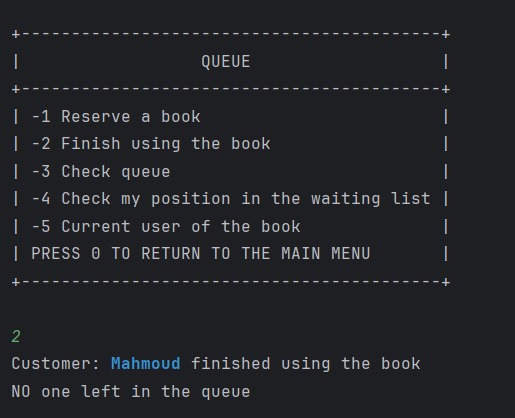 +------------------------------------------+
|                  QUEUE                   |
+------------------------------------------+
| -1 Reserve a book                        |
| -2 Finish using the book                 |
| -3 Check queue                           |
| -4 Check my position in the waiting list |
| -5 Current user of the book              |
| PRESS 0 TO RETURN TO THE MAIN MENU       |
+------------------------------------------+
2
Customer: Mahmoud finished using the book
NO one left in the queue